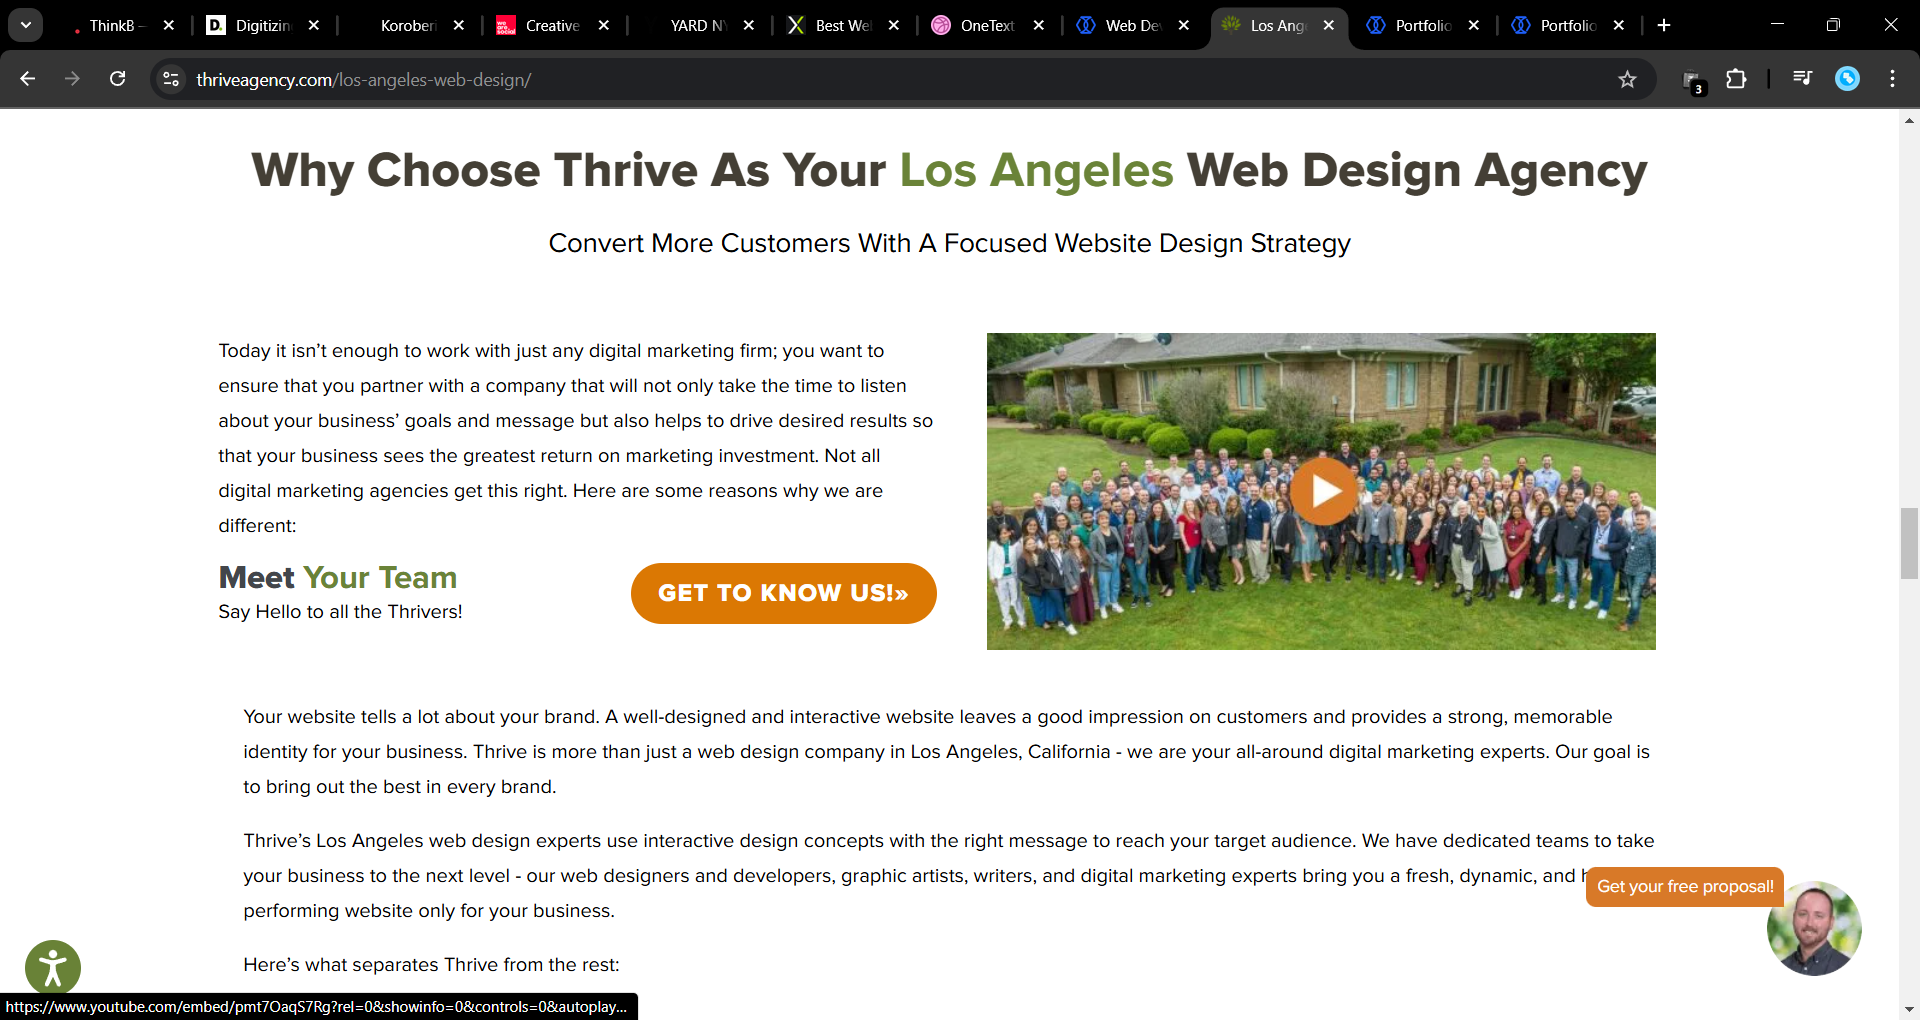 ThinkB
Digitizin
Koroberi
Creative
YARD NY
Best We
OneText
Web De
Los Ang
Portfolio
Portfolio
thriveagency.com/los-angeles-web-design/
3
Why Choose Thrive As Your Los Angeles Web Design Agency
Convert More Customers With A Focused Website Design Strategy
Today it isn’t enough to work with just any digital marketing firm; you want to
ensure that you partner with a company that will not only take the time to listen
about your business’ goals and message but also helps to drive desired results so
that your business sees the greatest return on marketing investment. Not all
digital marketing agencies get this right. Here are some reasons why we are
different:
Meet Your Team
Say Hello to all the Thrivers!
GET TO KNOW US!»
Your website tells a lot about your brand. A well-designed and interactive website leaves a good impression on customers and provides a strong, memorable
identity for your business. Thrive is more than just a web design company in Los Angeles, California - we are your all-around digital marketing experts. Our goal is
to bring out the best in every brand.
Thrive’s Los Angeles web design experts use interactive design concepts with the right message to reach your target audience. We have dedicated teams to take
your business to the next level - our web designers and developers, graphic artists, writers, and digital marketing experts bring you a fresh, dynamic, and
performing website only for your business.
Get your free proposal!
Here’s what separates Thrive from the rest:
https://www.youtube.com/embed/pmt7OaqS7Rg?rel=0&showinfo=0&controls=0&autoplay...